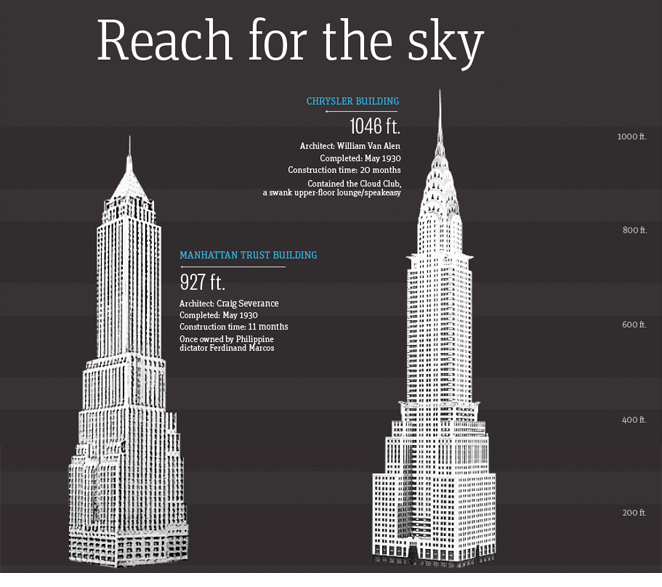 Reach for the sky
CHRYSLER BUILDING
1046 ft.
Architect: William Van Alen
Completed: May 1930
Construction time: 20 months
Contained the Cloud Club,
a swank upper-floor lounge/speakeasy
MANHATTAN TRUST BUILDING
927 ft.
Architect: Craig Severance
Completed: May 1930
Construction time: 11 months
Once owned by Philippine
dictator Ferdinand Marcos
1000 ft.
800 ft.
600 ft.
400 ft.
200 ft.